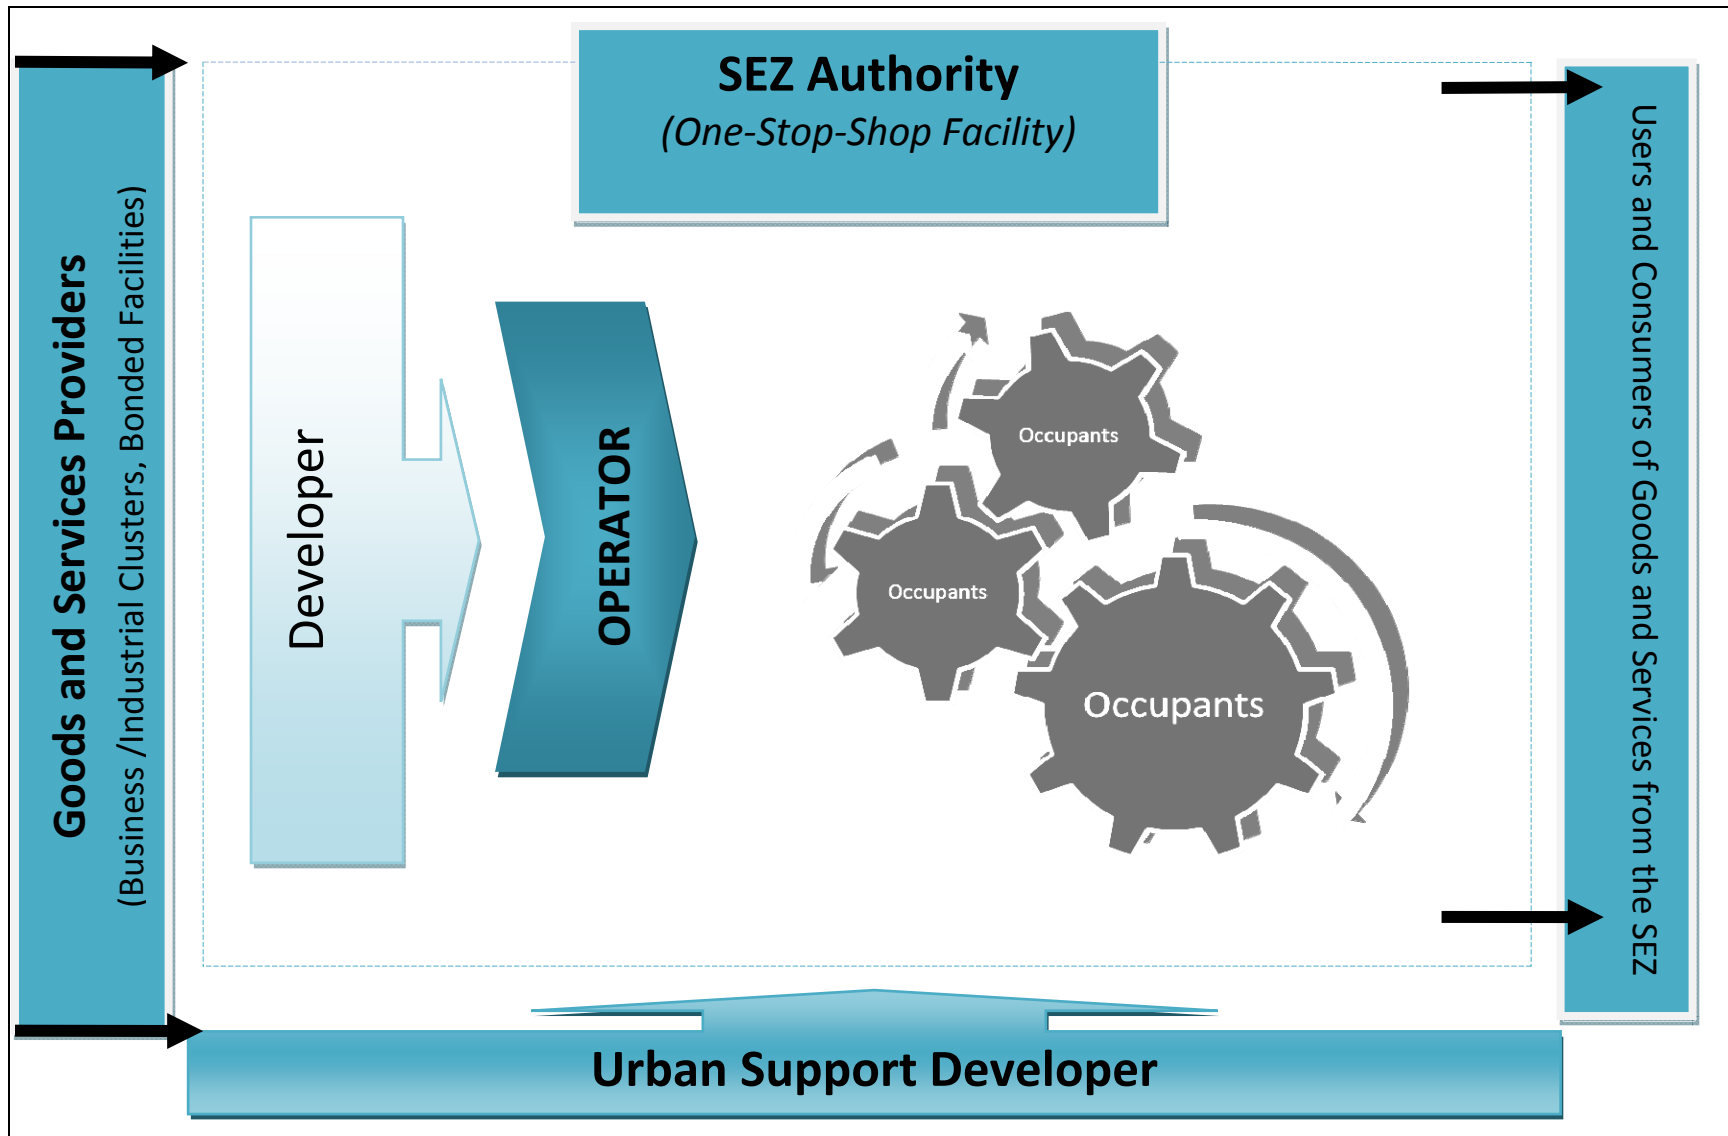 SEZ Authority
(One-Stop-Shop Facility)
Goods and Services Providers
(Business /Industrial Clusters, Bonded Facilities)
Developer
OPERATOR
Occupants
Occupants
Occupants
Users and Consumers of Goods and Services from the SEZ
Urban Support Developer